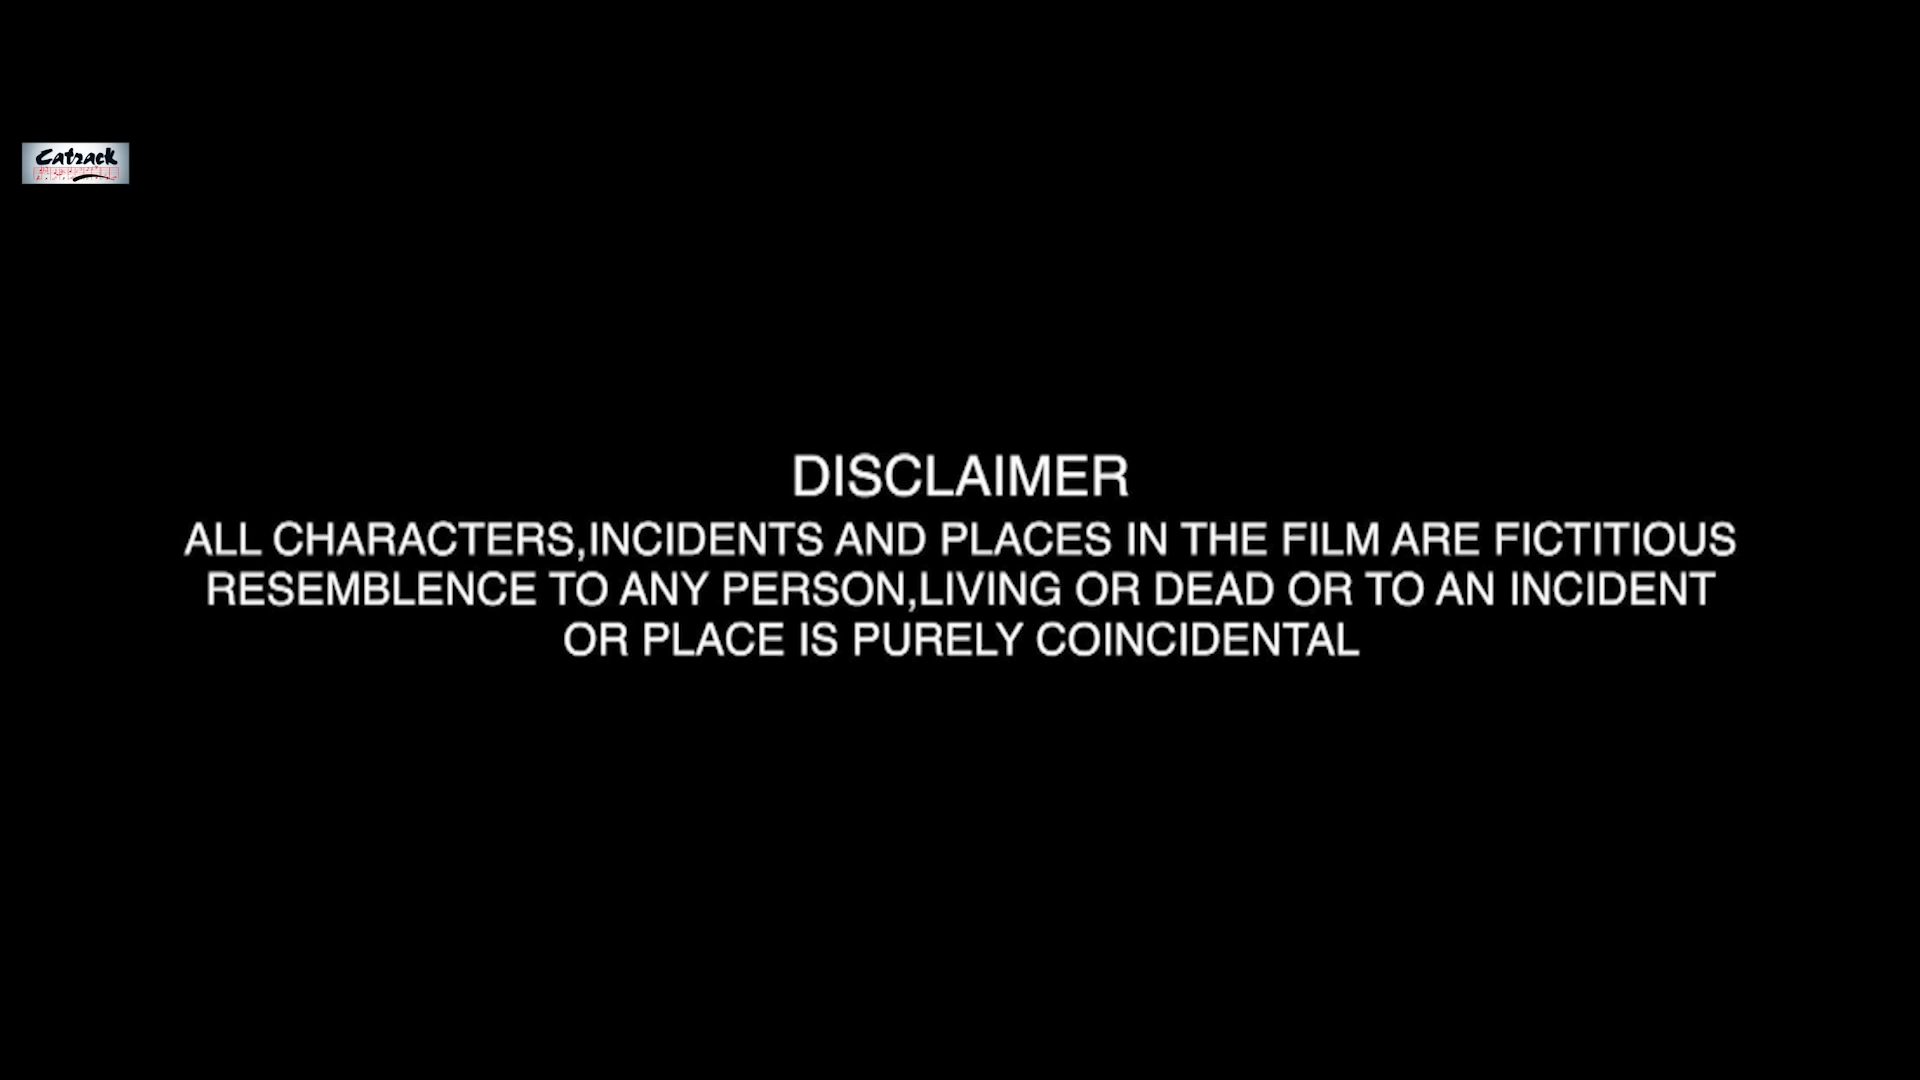 Catrack
DISCLAIMER
ALL CHARACTERS,INCIDENTS AND PLACES IN THE FILM ARE FICTITIOUS
RESEMBLENCE TO ANY PERSON,LIVING OR DEAD OR TO AN INCIDENT
OR PLACE IS PURELY COINCIDENTAL